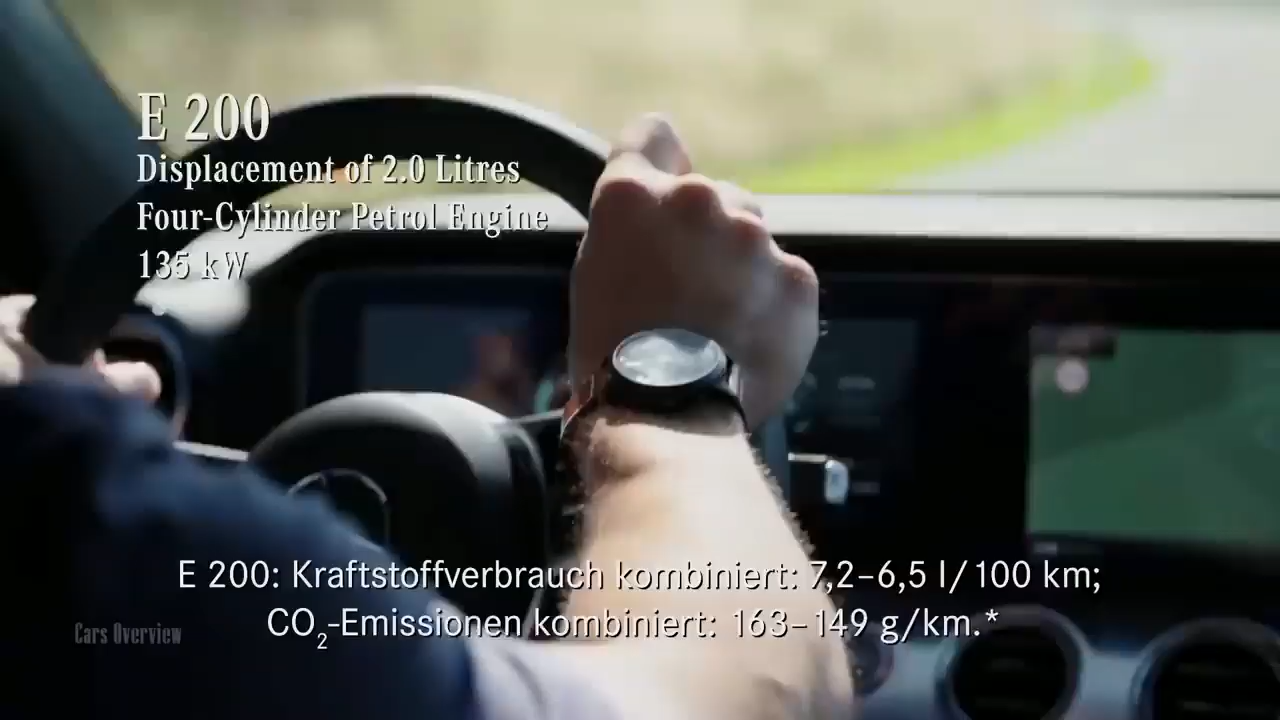 E 200
Displacement of 2.0 Litres
Four-Cylinder Petrol Engine
135 kW
E 200: Kraftstoffverbrauch kombiniert: 7,2–6,5 l/100 km;
CO₂-Emissionen kombiniert: 163–149 g/km.*
Cars Overview